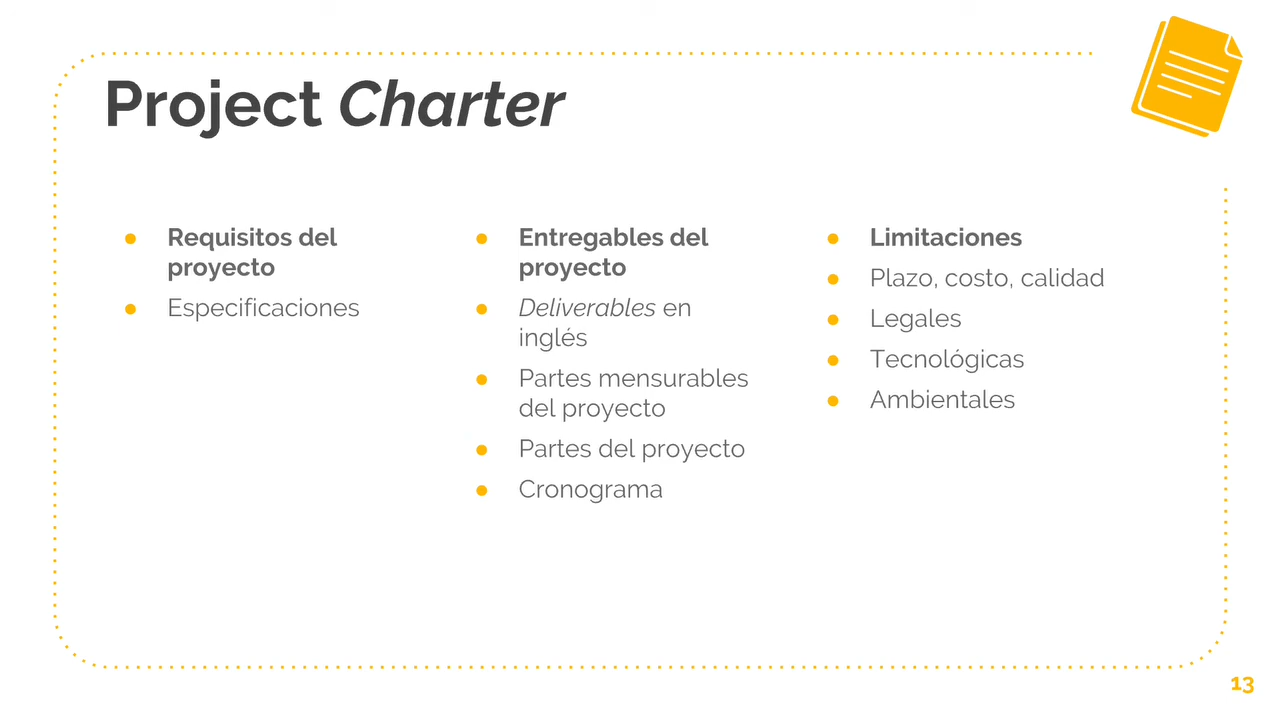 Project Charter
● Requisitos del
proyecto
● Especificaciones
● Entregables del
proyecto
● Deliverables en
inglés
● Partes mensurables
del proyecto
● Partes del proyecto
● Cronograma
● Limitaciones
● Plazo, costo, calidad
● Legales
● Tecnológicas
● Ambientales
13